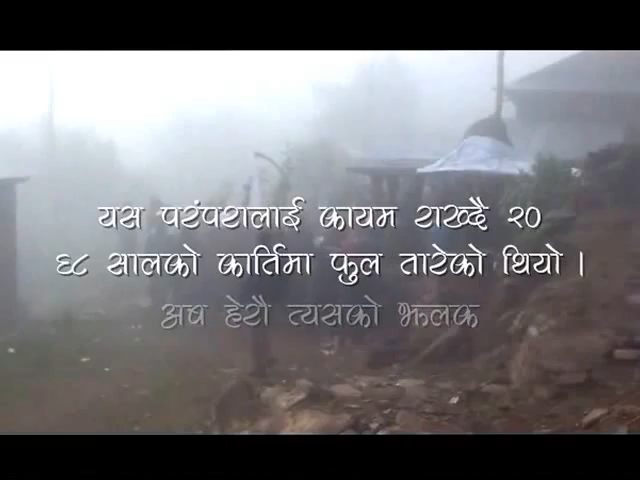 यस परंपरालाई कायम राख्दै २०
६८ सालको कार्तिमा फुल तारेको थियो ।
अब हेरौ त्यसको झलक